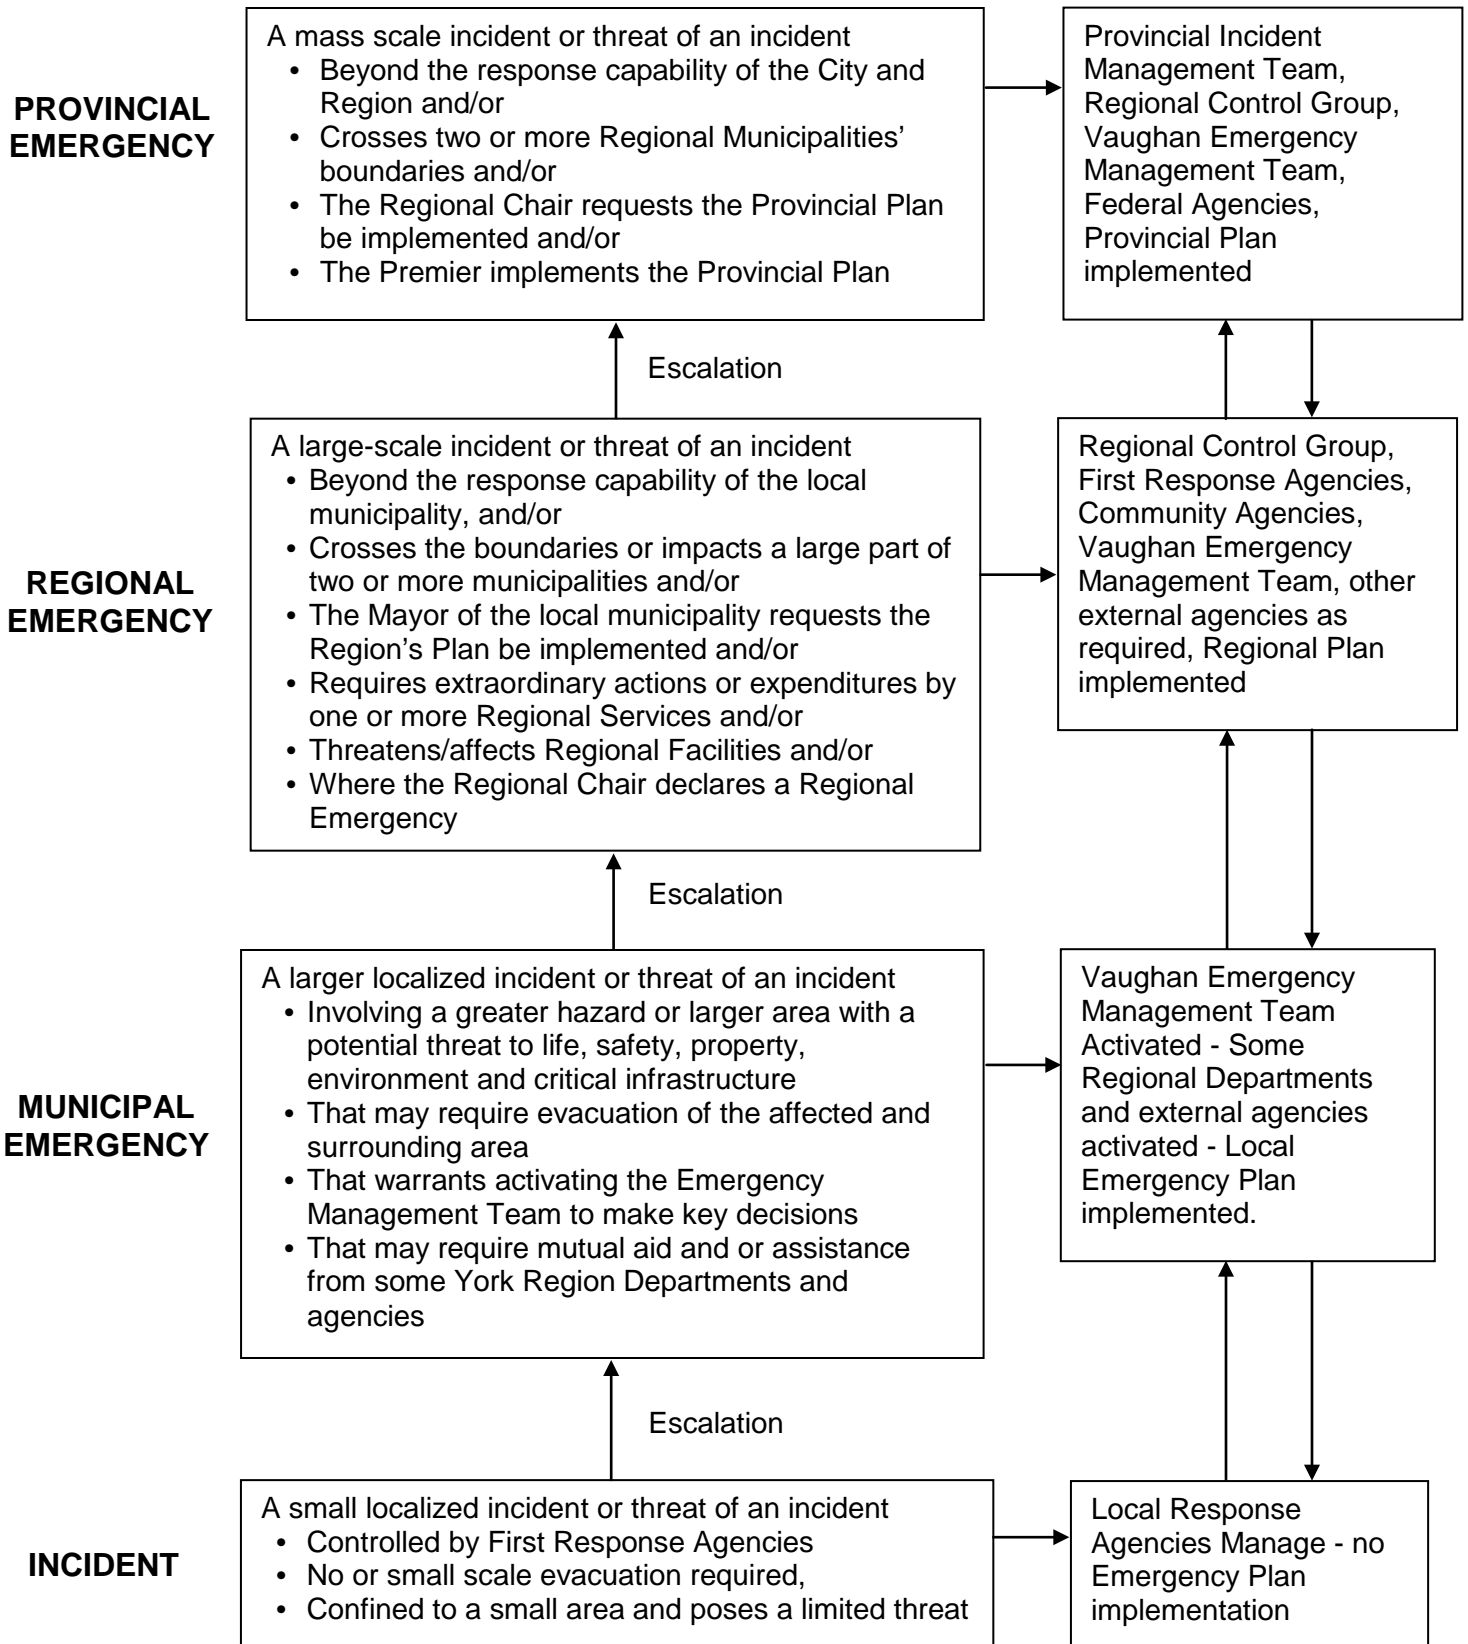 PROVINCIAL
EMERGENCY
A mass scale incident or threat of an incident
• Beyond the response capability of the City and
Region and/or
• Crosses two or more Regional Municipalities’
boundaries and/or
• The Regional Chair requests the Provincial Plan
be implemented and/or
• The Premier implements the Provincial Plan
Provincial Incident
Management Team,
Regional Control Group,
Vaughan Emergency
Management Team,
Federal Agencies,
Provincial Plan
implemented
Escalation
REGIONAL
EMERGENCY
A large-scale incident or threat of an incident
• Beyond the response capability of the local
municipality, and/or
• Crosses the boundaries or impacts a large part of
two or more municipalities and/or
• The Mayor of the local municipality requests the
Region’s Plan be implemented and/or
• Requires extraordinary actions or expenditures by
one or more Regional Services and/or
• Threatens/affects Regional Facilities and/or
• Where the Regional Chair declares a Regional
Emergency
Regional Control Group,
First Response Agencies,
Community Agencies,
Vaughan Emergency
Management Team, other
external agencies as
required, Regional Plan
implemented
Escalation
MUNICIPAL
EMERGENCY
A larger localized incident or threat of an incident
• Involving a greater hazard or larger area with a
potential threat to life, safety, property,
environment and critical infrastructure
• That may require evacuation of the affected and
surrounding area
• That warrants activating the Emergency
Management Team to make key decisions
• That may require mutual aid and or assistance
from some York Region Departments and
agencies
Vaughan Emergency
Management Team
Activated - Some
Regional Departments
and external agencies
activated - Local
Emergency Plan
implemented.
Escalation
INCIDENT
A small localized incident or threat of an incident
• Controlled by First Response Agencies
• No or small scale evacuation required,
• Confined to a small area and poses a limited threat
Local Response
Agencies Manage - no
Emergency Plan
implementation